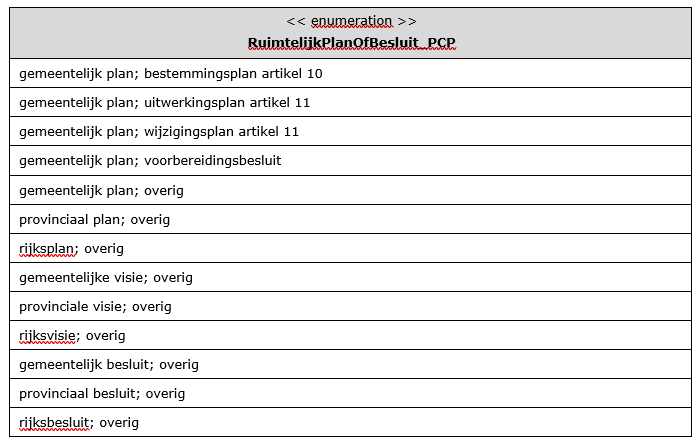 << enumeration >>
RuimtelijkPlanOfBesluit_PCP
gemeentelijk plan; bestemmingsplan artikel 10
gemeentelijk plan; uitwerkingsplan artikel 11
gemeentelijk plan; wijzigingsplan artikel 11
gemeentelijk plan; voorbereidingsbesluit
gemeentelijk plan; overig
provinciaal plan; overig
rijksplan; overig
gemeentelijke visie; overig
provinciale visie; overig
rijksvisie; overig
gemeentelijk besluit; overig
provinciaal besluit; overig
rijksbesluit; overig